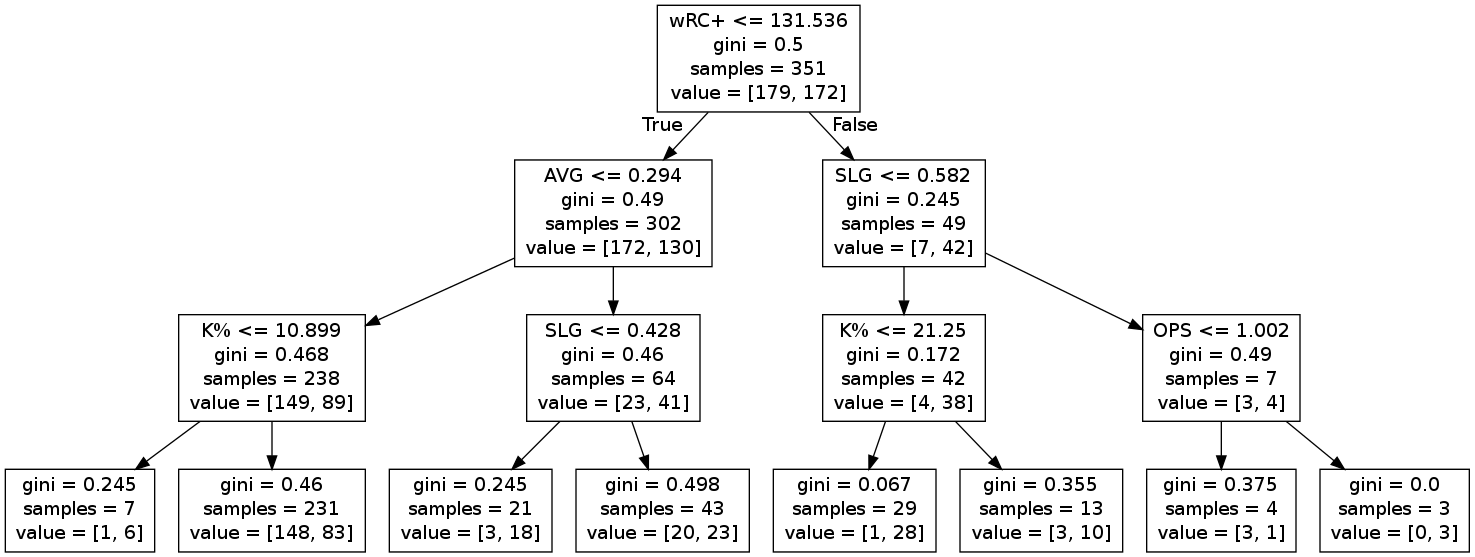 wRC+ <= 131.536
gini = 0.5
samples = 351
value = [179, 172]
True
False
AVG <= 0.294
gini = 0.49
samples = 302
value = [172, 130]
SLG <= 0.582
gini = 0.245
samples = 49
value = [7, 42]
K% <= 10.899
gini = 0.468
samples = 238
value = [149, 89]
SLG <= 0.428
gini = 0.46
samples = 64
value = [23, 41]
K% <= 21.25
gini = 0.172
samples = 42
value = [4, 38]
OPS <= 1.002
gini = 0.49
samples = 7
value = [3, 4]
gini = 0.245
samples = 7
value = [1, 6]
gini = 0.46
samples = 231
value = [148, 83]
gini = 0.245
samples = 21
value = [3, 18]
gini = 0.498
samples = 43
value = [20, 23]
gini = 0.067
samples = 29
value = [1, 28]
gini = 0.355
samples = 13
value = [3, 10]
gini = 0.375
samples = 4
value = [3, 1]
gini = 0.0
samples = 3
value = [0, 3]